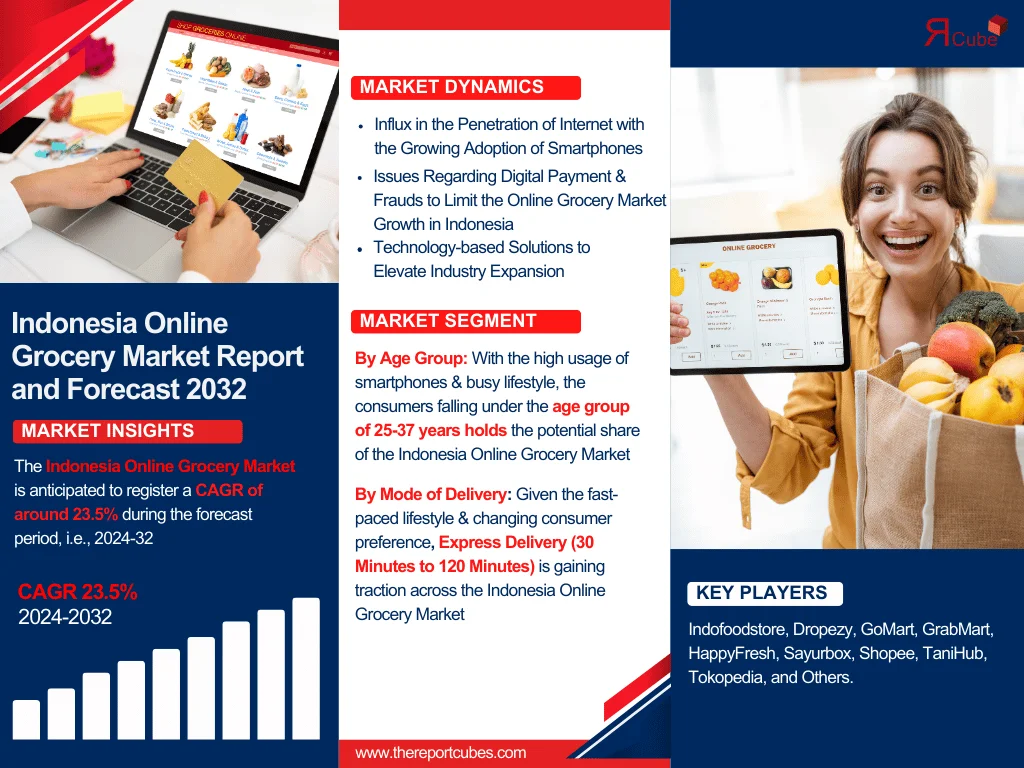 SHOP GROCERIES ONLINE
Indonesia Online
Grocery Market Report
and Forecast 2032
MARKET INSIGHTS
The Indonesia Online Grocery Market
is anticipated to register a CAGR of
around 23.5% during the forecast
period, i.e., 2024-32
CAGR 23.5%
2024-2032
MARKET DYNAMICS
• Influx in the Penetration of Internet with
the Growing Adoption of Smartphones
• Issues Regarding Digital Payment &
Frauds to Limit the Online Grocery Market
Growth in Indonesia
• Technology-based Solutions to
Elevate Industry Expansion
MARKET SEGMENT
By Age Group: With the high usage of
smartphones & busy lifestyle, the
consumers falling under the age group
of 25-37 years holds the potential share
of the Indonesia Online Grocery Market
By Mode of Delivery: Given the fast-
paced lifestyle & changing consumer
preference, Express Delivery (30
Minutes to 120 Minutes) is gaining
traction across the Indonesia Online
Grocery Market
www.thereportcubes.com
Cube
ONLINE GROCERY
Add
Add
Add
KEY PLAYERS
Indofoodstore, Dropezy, GoMart, GrabMart,
HappyFresh, Sayurbox, Shopee, TaniHub,
Tokopedia, and Others.